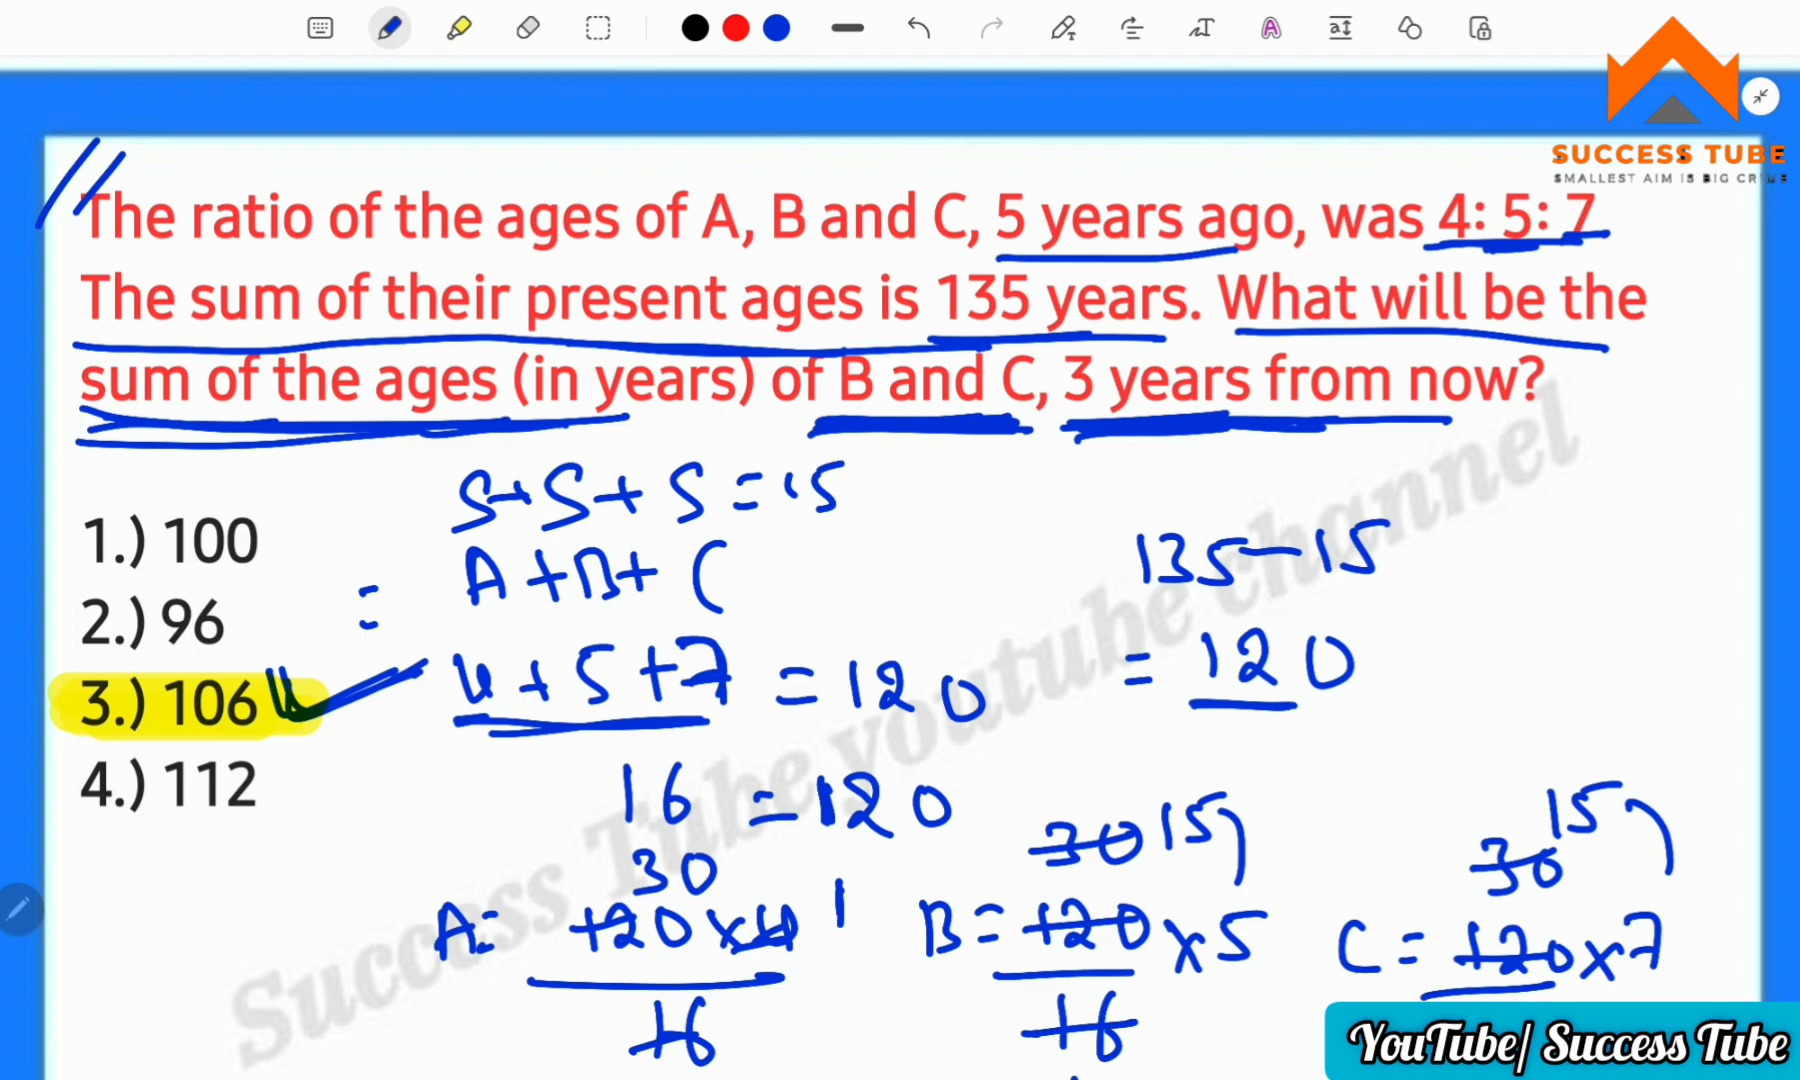 SUCCESS TUBE
SMALLEST AIM IS BIG CRIME
The ratio of the ages of A, B and C, 5 years ago, was 4: 5: 7
The sum of their present ages is 135 years. What will be the
sum of the ages (in years) of B and C, 3 years from now?
1.) 100
2.) 96
3.) 106
4.) 112
5+5+5=15
= A+B+C
4+5+7=120
135-15
=120
16=120
30
A= 120×4
16
30 15
B=120×5
16
30 15
C=120×7
Success Tube youtube channel
YouTube/ Success Tube